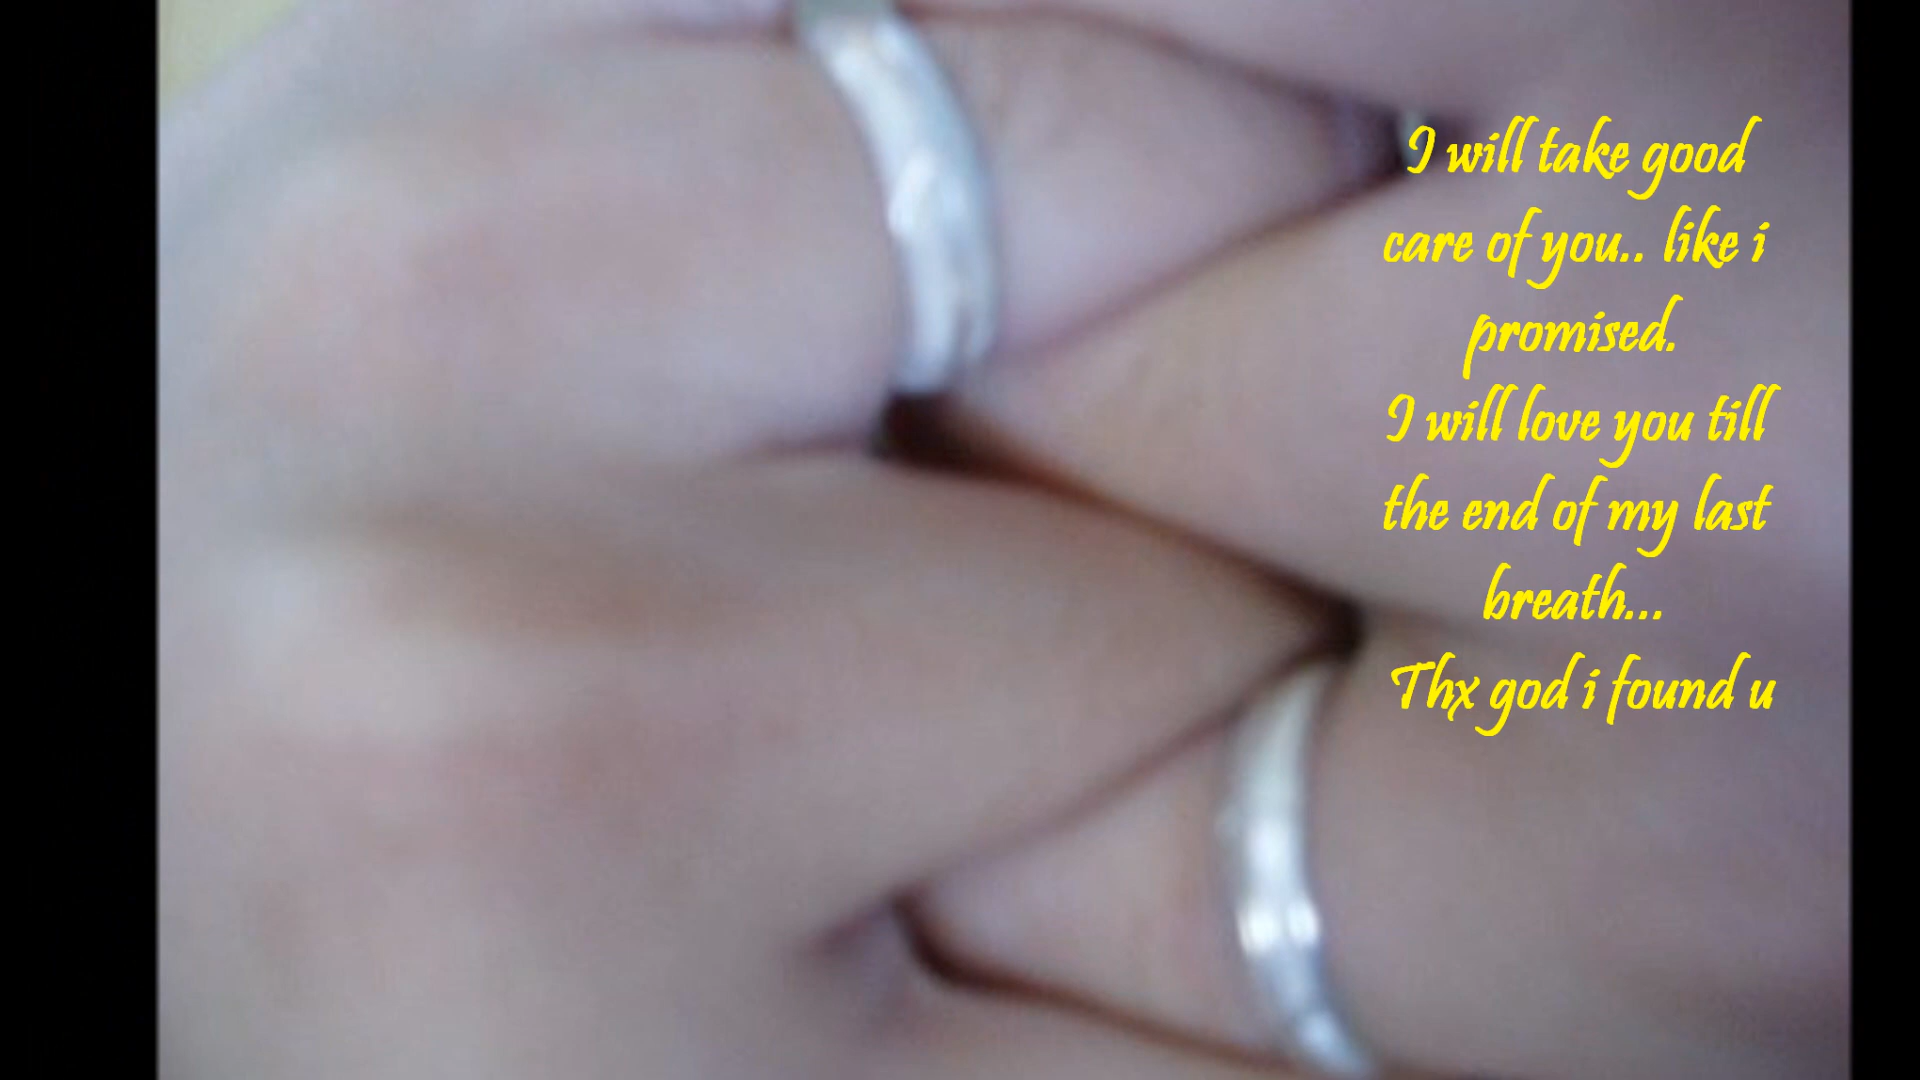 I will take good
care of you.. like i
promised.
I will love you till
the end of my last
breath...
Thx god i found u